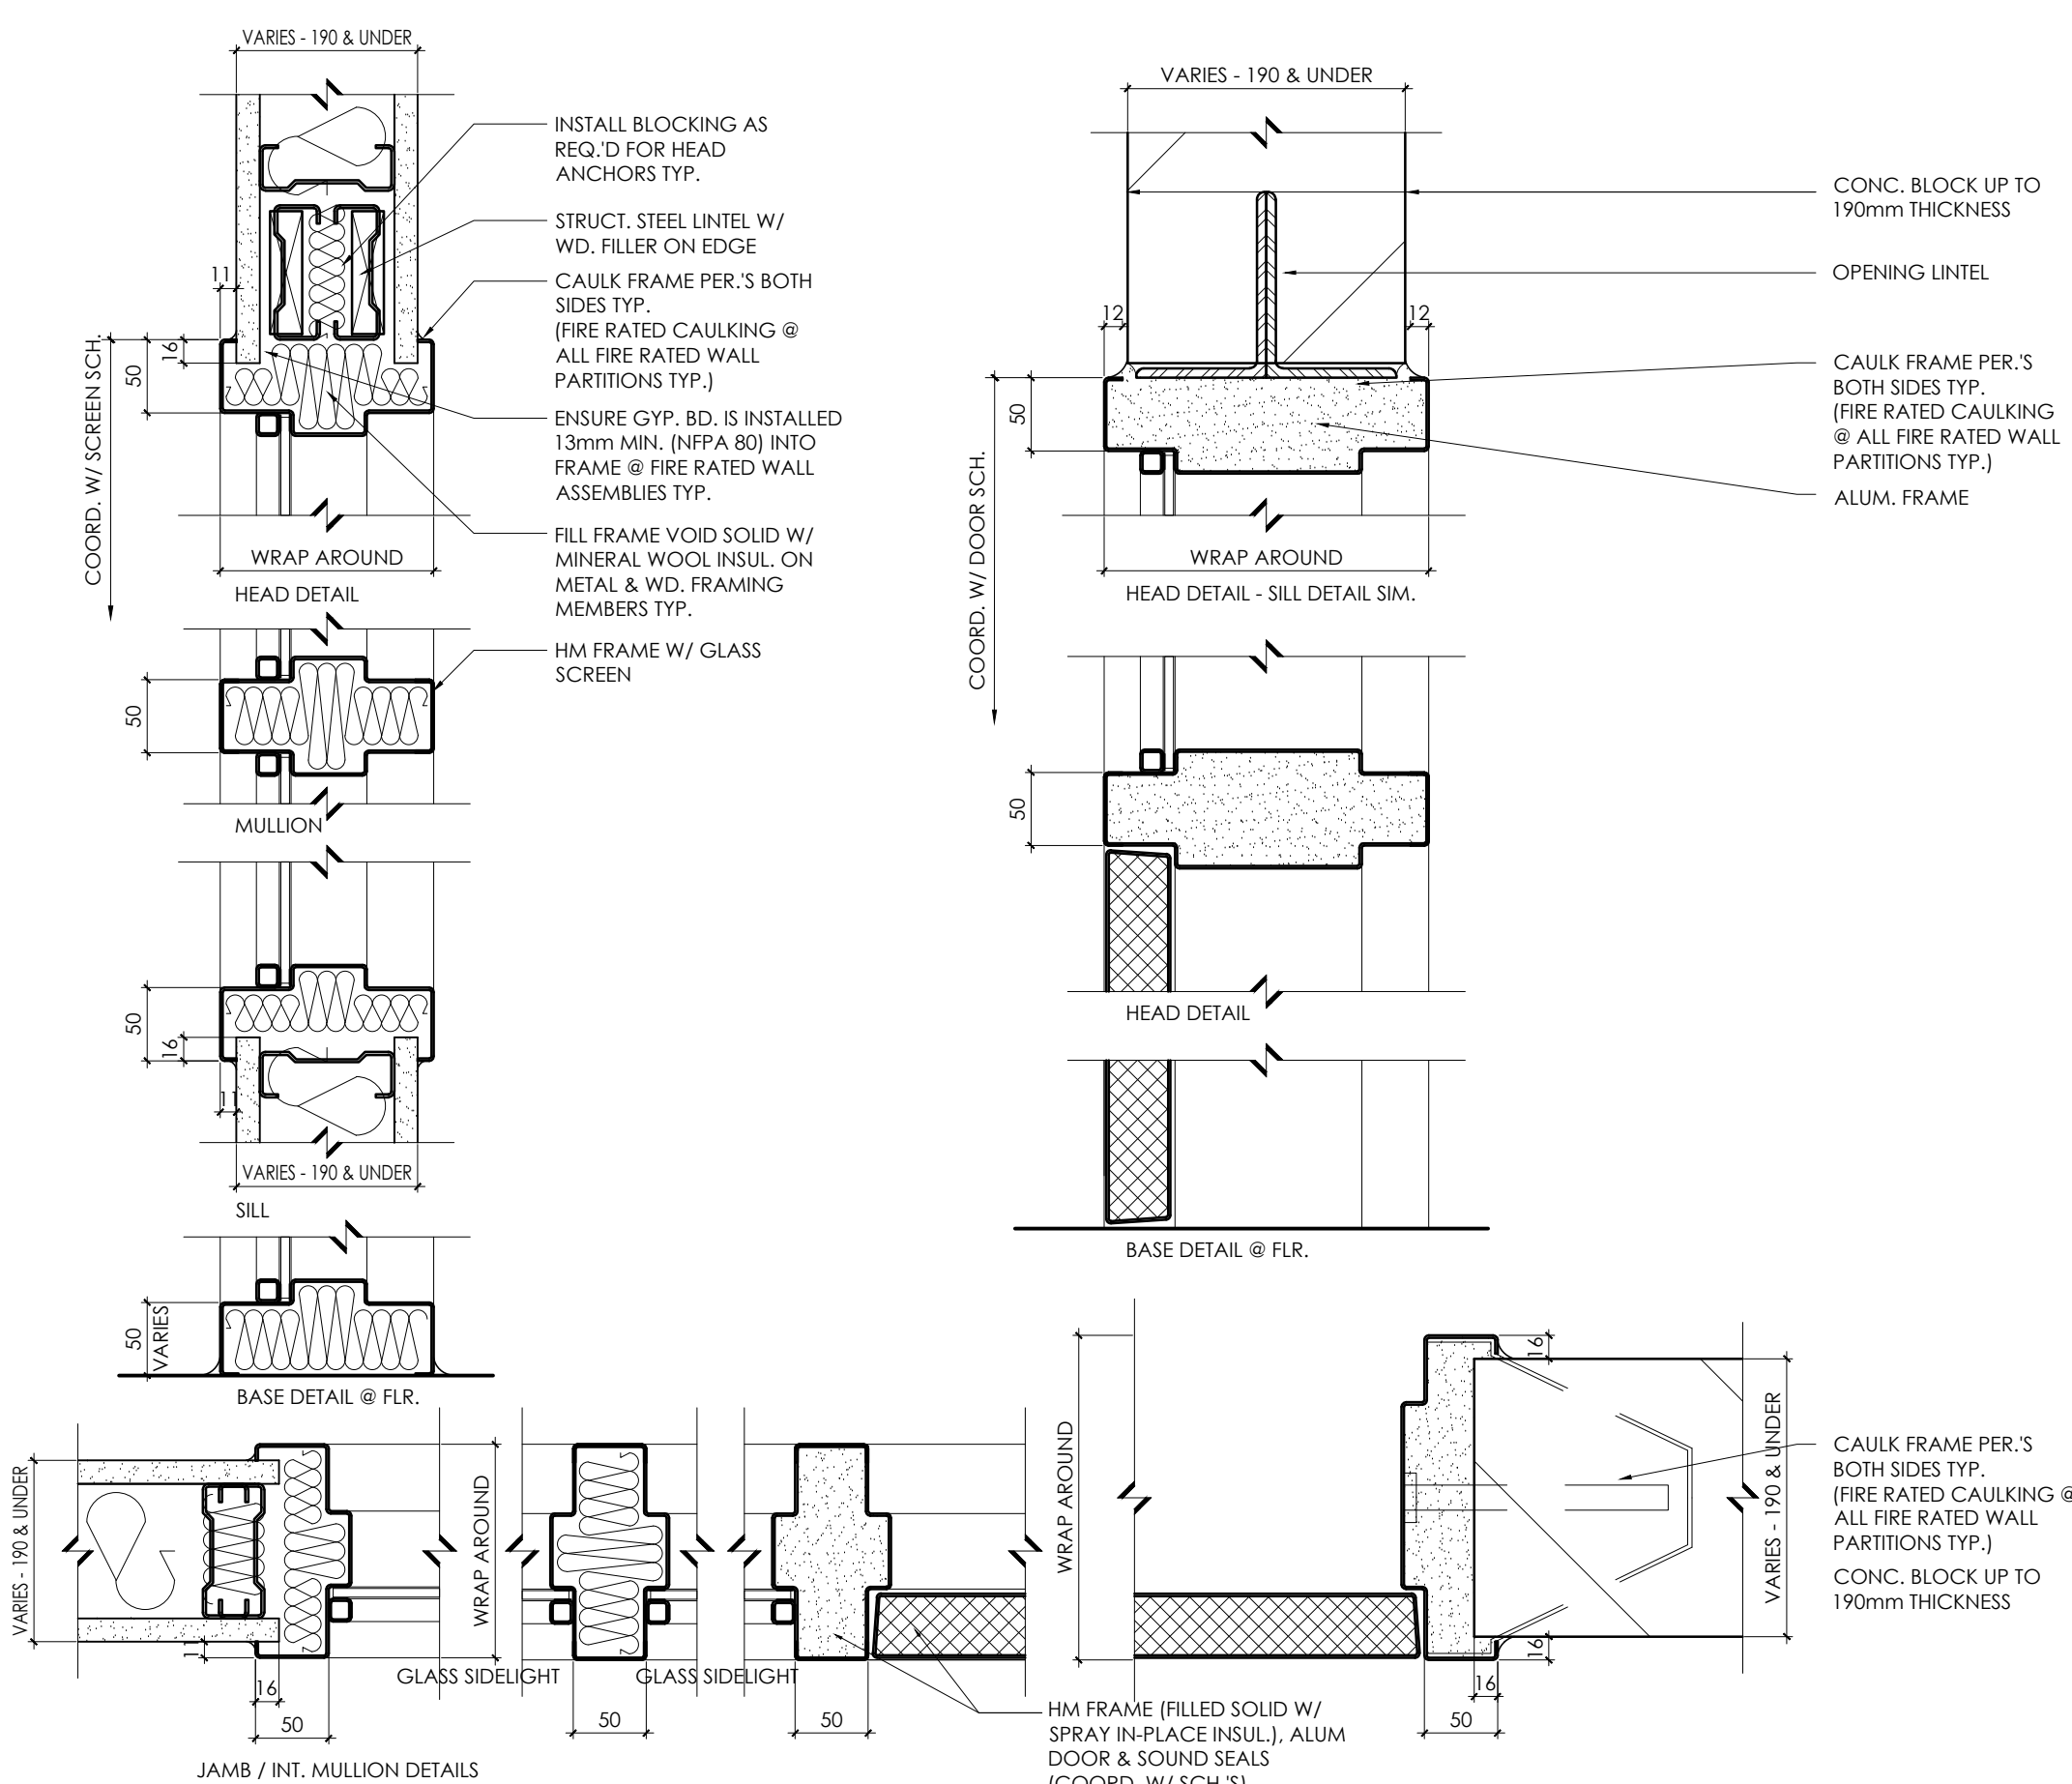 VARIES - 190 & UNDER
INSTALL BLOCKING AS
REQ.'D FOR HEAD
ANCHORS TYP.
STRUCT. STEEL LINTEL W/
WD. FILLER ON EDGE
CAULK FRAME PER.'S BOTH
SIDES TYP.
(FIRE RATED CAULKING @
ALL FIRE RATED WALL
PARTITIONS TYP.)
ENSURE GYP. BD. IS INSTALLED
13mm MIN. (NFPA 80) INTO
FRAME @ FIRE RATED WALL
ASSEMBLIES TYP.
FILL FRAME VOID SOLID W/
MINERAL WOOL INSUL. ON
METAL & WD. FRAMING
MEMBERS TYP.
HM FRAME W/ GLASS
SCREEN
11
16
50
COORD. W/ SCREEN SCH.
WRAP AROUND
HEAD DETAIL
50
MULLION
50
16
11
VARIES - 190 & UNDER
SILL
50
VARIES
BASE DETAIL @ FLR.
VARIES - 190 & UNDER
CONC. BLOCK UP TO
190mm THICKNESS
OPENING LINTEL
CAULK FRAME PER.'S
BOTH SIDES TYP.
(FIRE RATED CAULKING
@ ALL FIRE RATED WALL
PARTITIONS TYP.)
ALUM. FRAME
12
12
50
COORD. W/ DOOR SCH.
WRAP AROUND
HEAD DETAIL - SILL DETAIL SIM.
50
HEAD DETAIL
BASE DETAIL @ FLR.
VARIES - 190 & UNDER
11
16
50
WRAP AROUND
GLASS SIDELIGHT
50
GLASS SIDELIGHT
50
JAMB / INT. MULLION DETAILS
HM FRAME (FILLED SOLID W/
SPRAY IN-PLACE INSUL.), ALUM
DOOR & SOUND SEALS
(COORD. W/ SCH.'S)
WRAP AROUND
16
16
16
50
VARIES - 190 & UNDER
CAULK FRAME PER.'S
BOTH SIDES TYP.
(FIRE RATED CAULKING @
ALL FIRE RATED WALL
PARTITIONS TYP.)
CONC. BLOCK UP TO
190mm THICKNESS